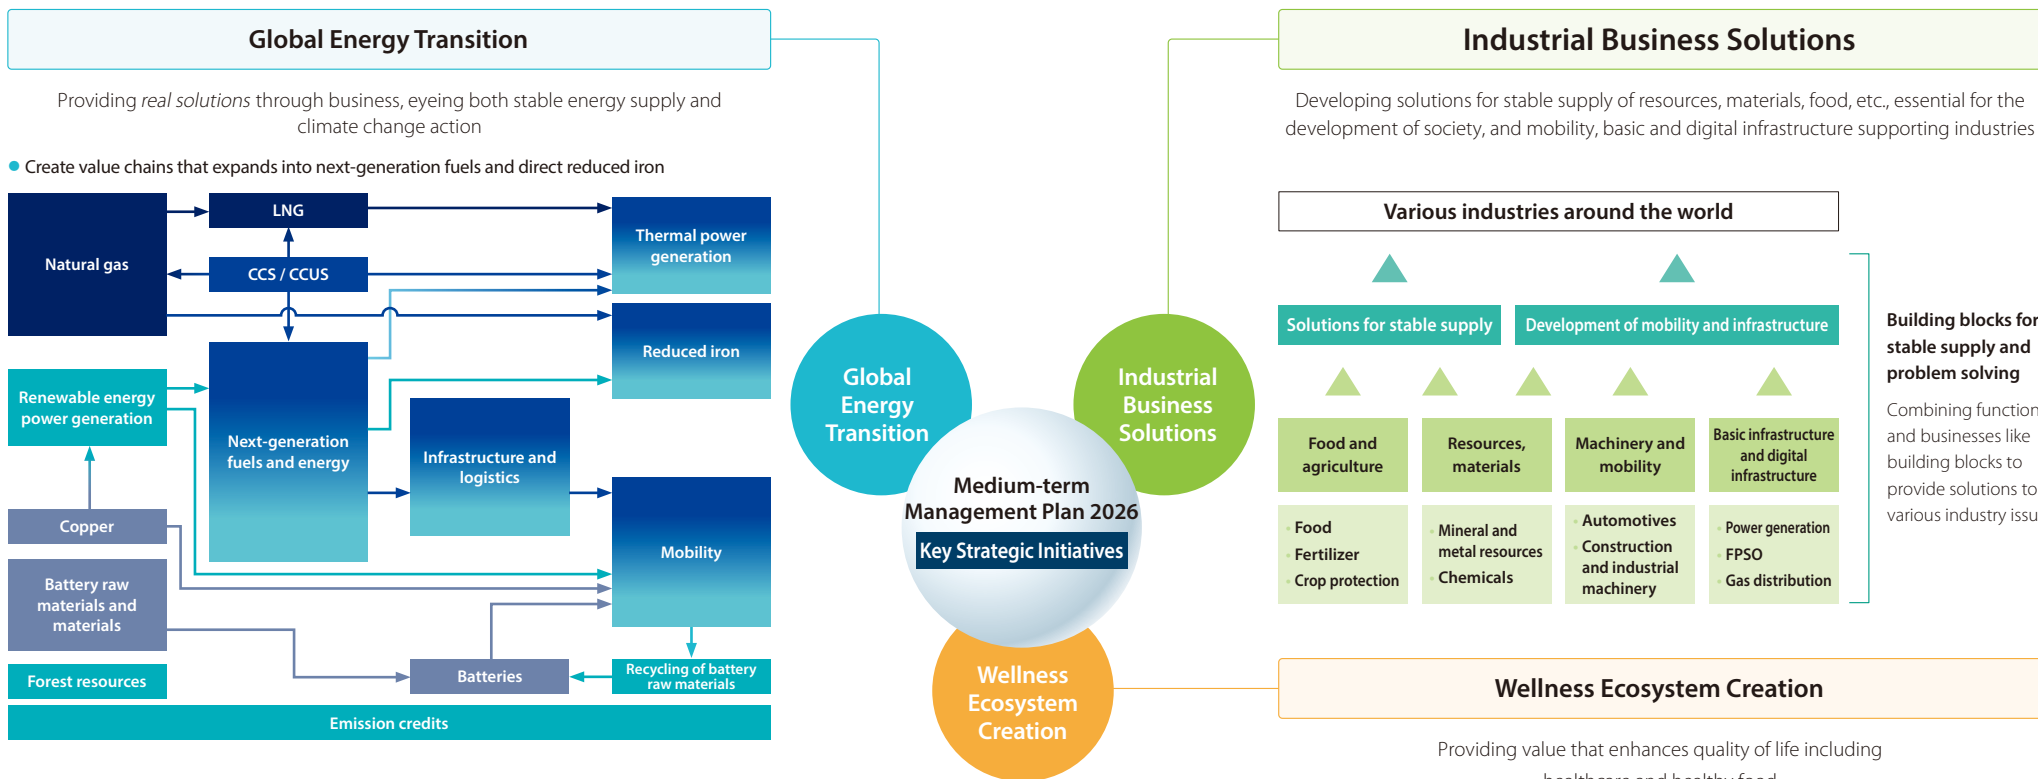 Global Energy Transition
Providing real solutions through business, eyeing both stable energy supply and
climate change action
• Create value chains that expands into next-generation fuels and direct reduced iron
Natural gas
LNG
CCS / CCUS
Thermal power
generation
Reduced iron
Renewable energy
power generation
Next-generation
fuels and energy
Infrastructure and
logistics
Copper
Mobility
Battery raw
materials and
materials
Batteries
Recycling of battery
raw materials
Forest resources
Emission credits
Global
Energy
Transition
Industrial
Business
Solutions
Medium-term
Management Plan 2026
Key Strategic Initiatives
Wellness
Ecosystem
Creation
Industrial Business Solutions
Developing solutions for stable supply of resources, materials, food, etc., essential for the
development of society, and mobility, basic and digital infrastructure supporting industries
Various industries around the world
Solutions for stable supply
Development of mobility and infrastructure
Food and
agriculture
Resources,
materials
Machinery and
mobility
Basic infrastructure
and digital
infrastructure
• Food
• Fertilizer
• Crop protection
• Mineral and
metal resources
• Chemicals
• Automotives
• Construction
and industrial
machinery
• Power generation
• FPSO
• Gas distribution
Building blocks for
stable supply and
problem solving
Combining function
and businesses like
building blocks to
provide solutions to
various industry issu
Wellness Ecosystem Creation
Providing value that enhances quality of life including
healthcare and healthy food